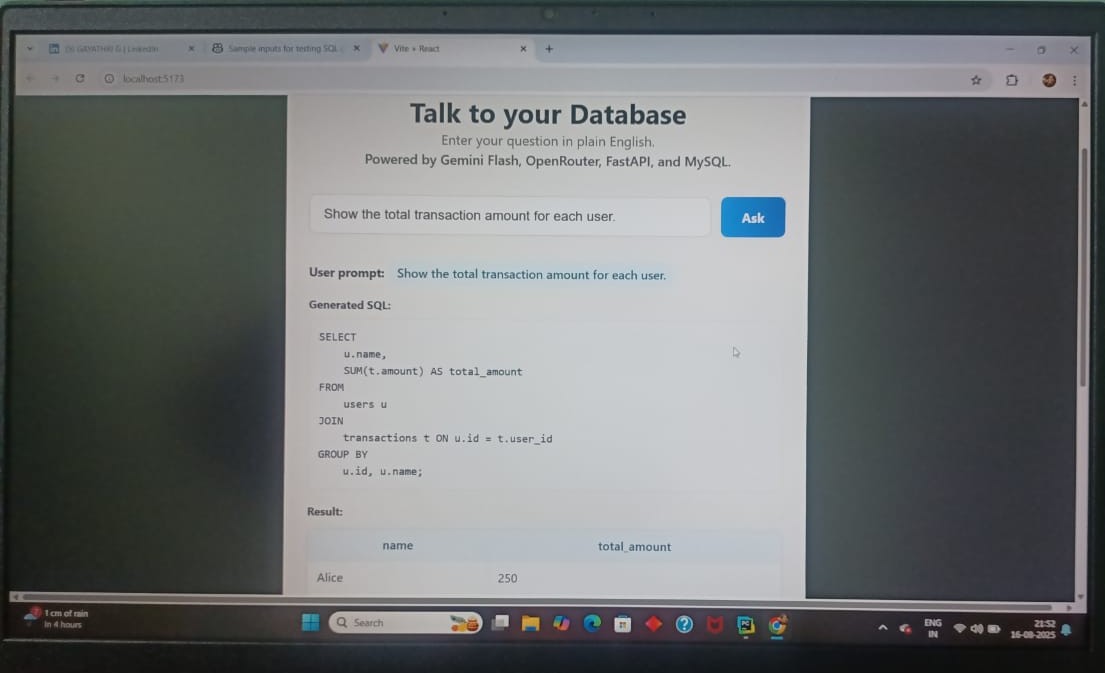 DS GAYATHRI G | LinkedIn
Sample inputs for testing SQL
Vite + React
localhost:5173
Talk to your Database
Enter your question in plain English.
Powered by Gemini Flash, OpenRouter, FastAPI, and MySQL.
Show the total transaction amount for each user.
Ask
User prompt: Show the total transaction amount for each user.
Generated SQL:
SELECT
u.name,
SUM(t.amount) AS total_amount
FROM
users u
JOIN
transactions t ON u.id = t.user_id
GROUP BY
u.id, u.name;
Result:
name total_amount
Alice 250
1 cm of rain
In 4 hours
Search
ENG
IN
21:52
16-08-2025